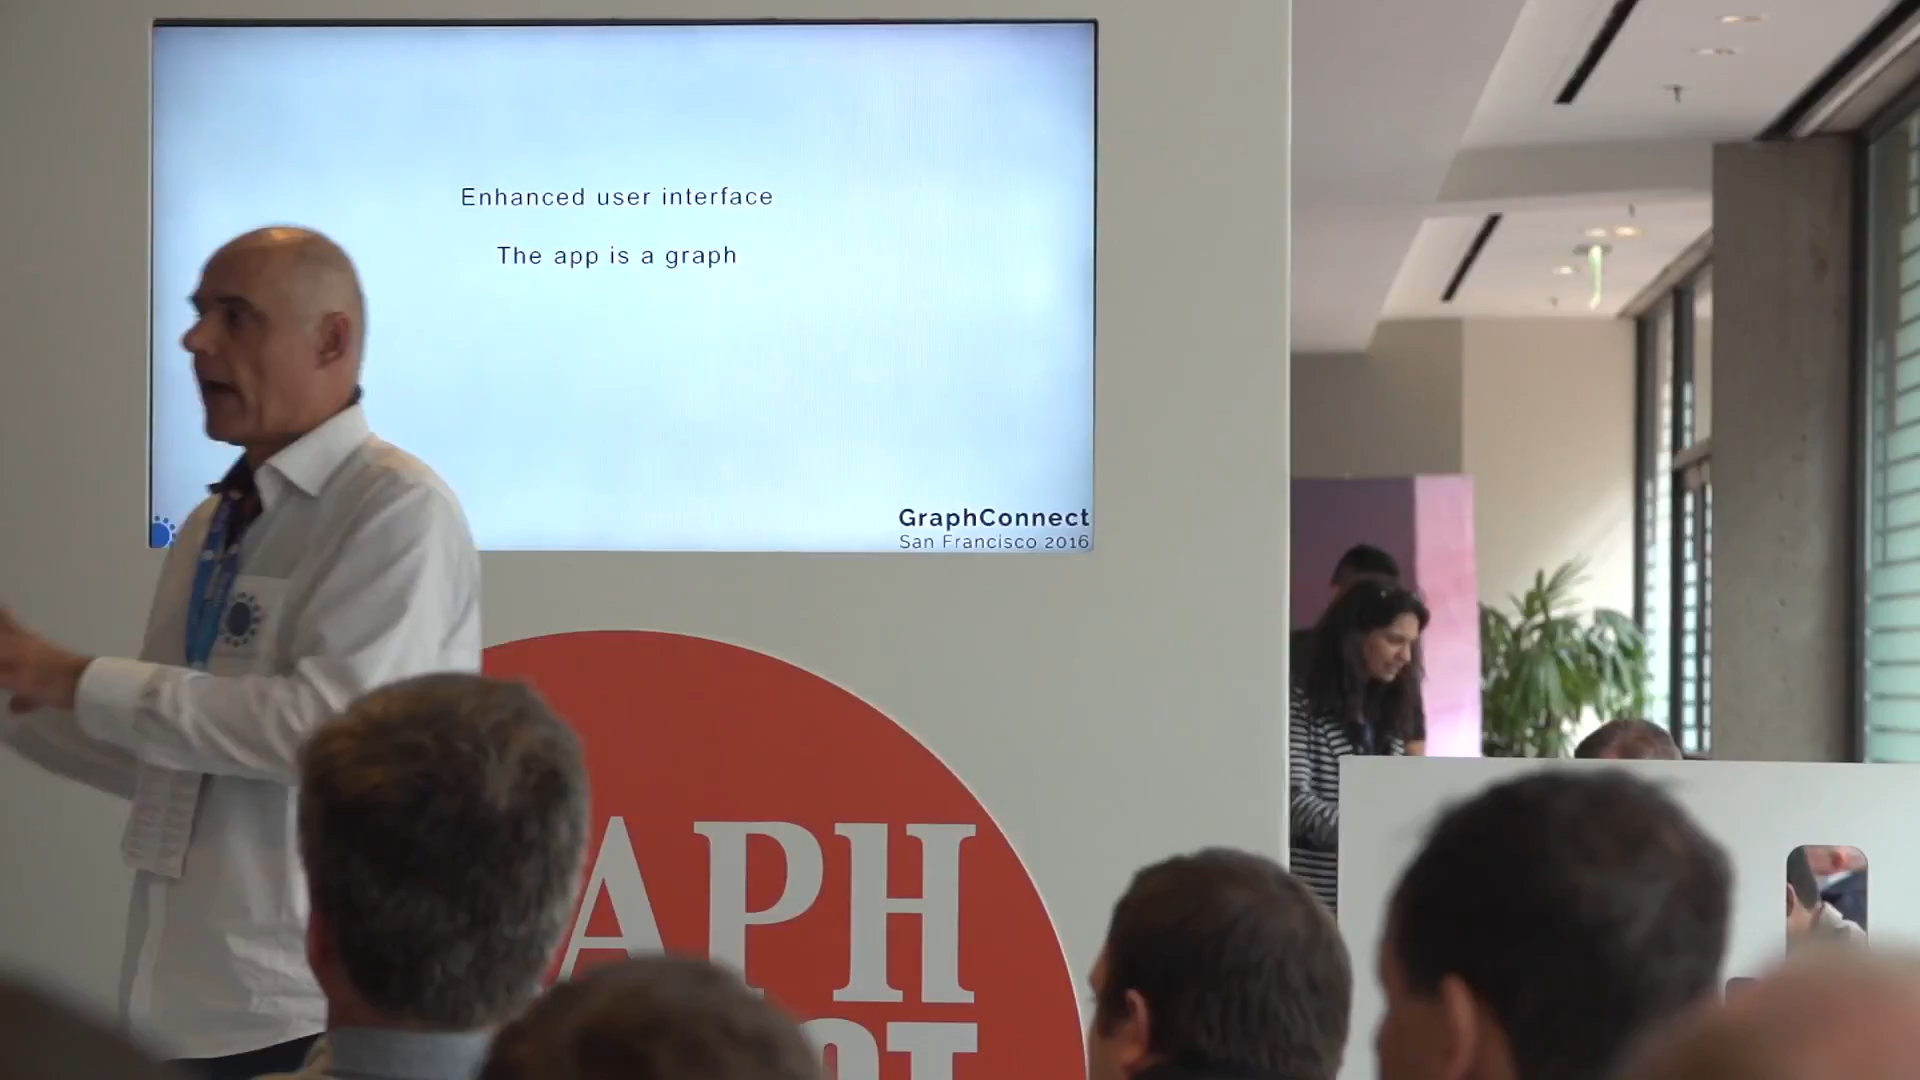 Enhanced user interface
The app is a graph
GraphConnect
San Francisco 2016
APH